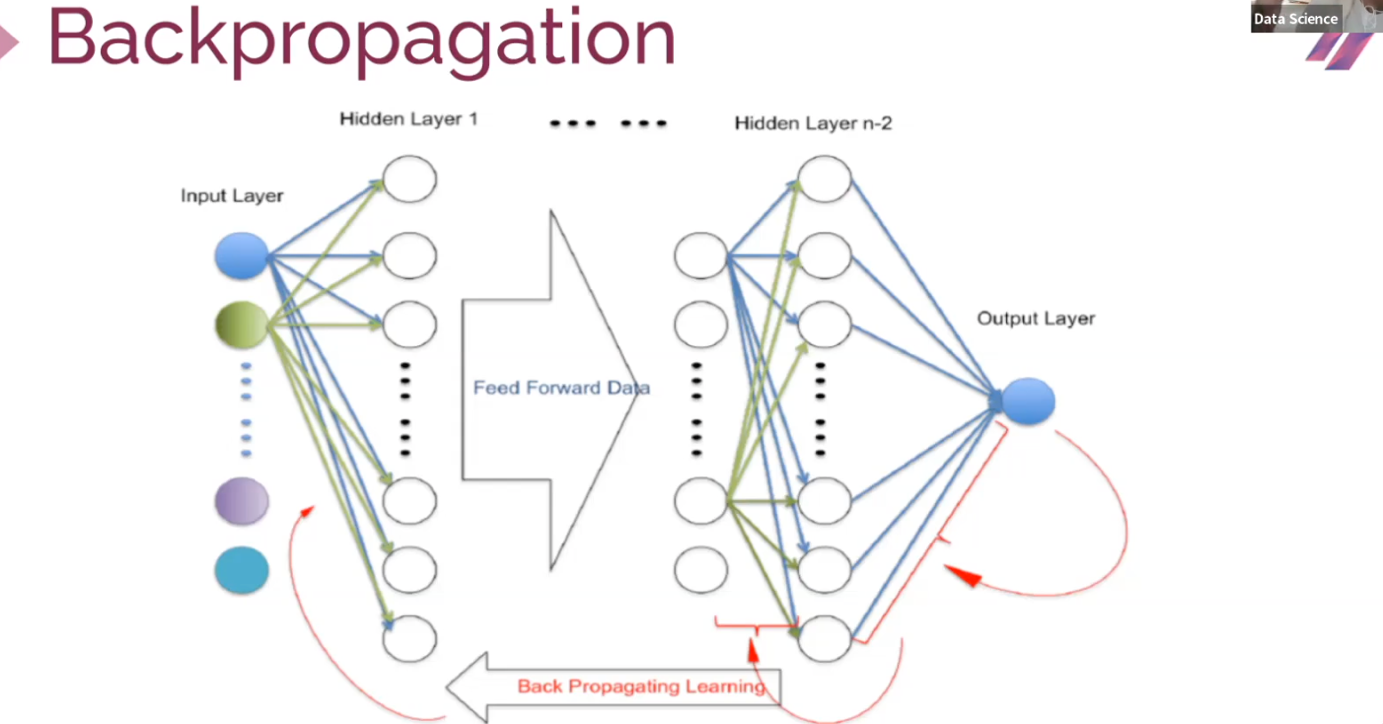 Backpropagation
Data Science
Hidden Layer 1
Hidden Layer n-2
Input Layer
Output Layer
Feed Forward Data
Back Propagating Learning